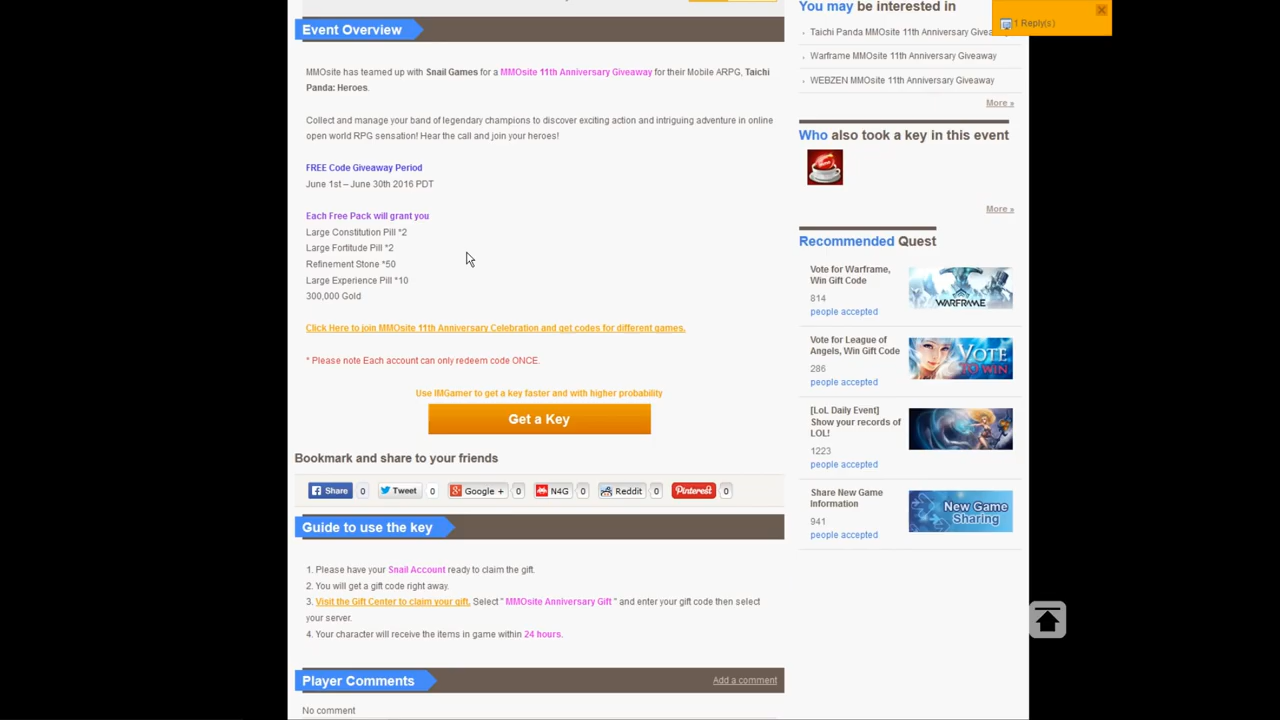 Event Overview
MMOsite has teamed up with Snail Games for a MMOsite 11th Anniversary Giveaway for their Mobile ARPG, Taichi
Panda: Heroes.
Collect and manage your band of legendary champions to discover exciting action and intriguing adventure in online
open world RPG sensation! Hear the call and join your heroes!
FREE Code Giveaway Period
June 1st – June 30th 2016 PDT
Each Free Pack will grant you
Large Constitution Pill *2
Large Fortitude Pill *2
Refinement Stone *50
Large Experience Pill *10
300,000 Gold
Click Here to join MMOsite 11th Anniversary Celebration and get codes for different games.
* Please note Each account can only redeem code ONCE.
Use IMGamer to get a key faster and with higher probability
Get a Key
Bookmark and share to your friends
Share 0 Tweet 0 Google + 0 N4G 0 Reddit 0 Pinterest 0
Guide to use the key
1. Please have your Snail Account ready to claim the gift.
2. You will get a gift code right away.
3. Visit the Gift Center to claim your gift. Select " MMOsite Anniversary Gift " and enter your gift code then select
your server.
4. Your character will receive the items in game within 24 hours.
Player Comments
Add a comment
No comment
You may be interested in
1 Reply(s)
Taichi Panda MMOsite 11th Anniversary
Warframe MMOsite 11th Anniversary Giveaway
WEBZEN MMOsite 11th Anniversary Giveaway
More »
Who also took a key in this event
More »
Recommended Quest
Vote for Warframe,
Win Gift Code
814
people accepted
WARFRAME
Vote for League of
Angels, Win Gift Code
286
people accepted
VOTE
TO WIN
[LoL Daily Event]
Show your records of
LOL!
1223
people accepted
Share New Game
Information
941
people accepted
New Game
Sharing